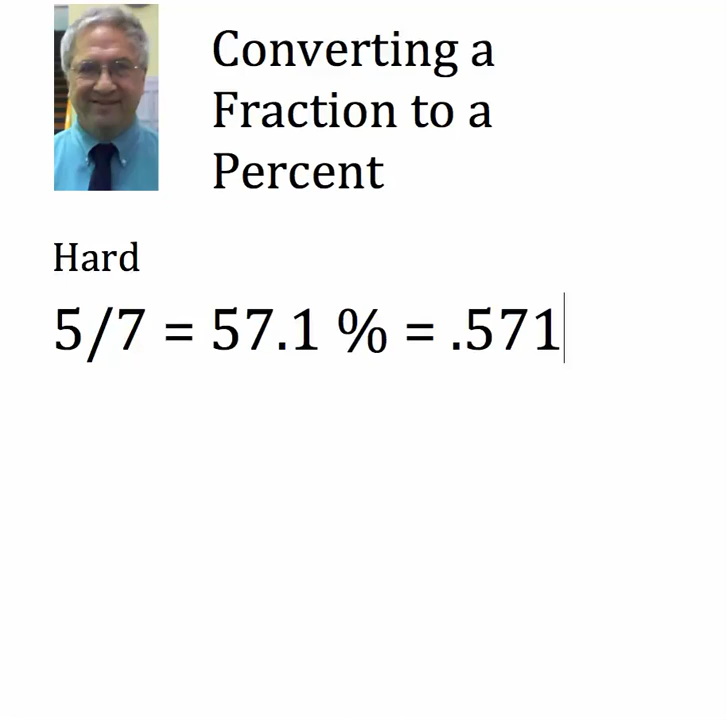 Converting a
Fraction to a
Percent
Hard
5/7 = 57.1 % = .571